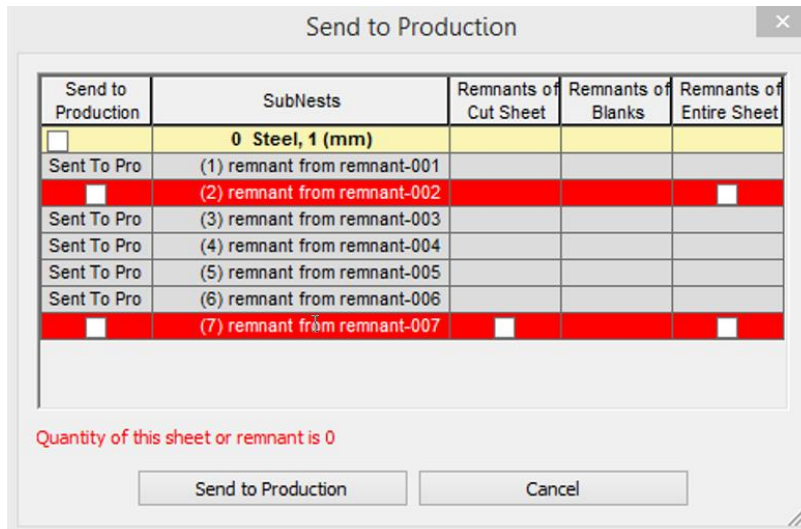 Send to Production
Send to Production SubNests Remnants of Cut Sheet Remnants of Blanks Remnants of Entire Sheet
0 Steel, 1 (mm)
Sent To Pro (1) remnant from remnant-001
(2) remnant from remnant-002
Sent To Pro (3) remnant from remnant-003
Sent To Pro (4) remnant from remnant-004
Sent To Pro (5) remnant from remnant-005
Sent To Pro (6) remnant from remnant-006
(7) remnant from remnant-007
Quantity of this sheet or remnant is 0
Send to Production Cancel